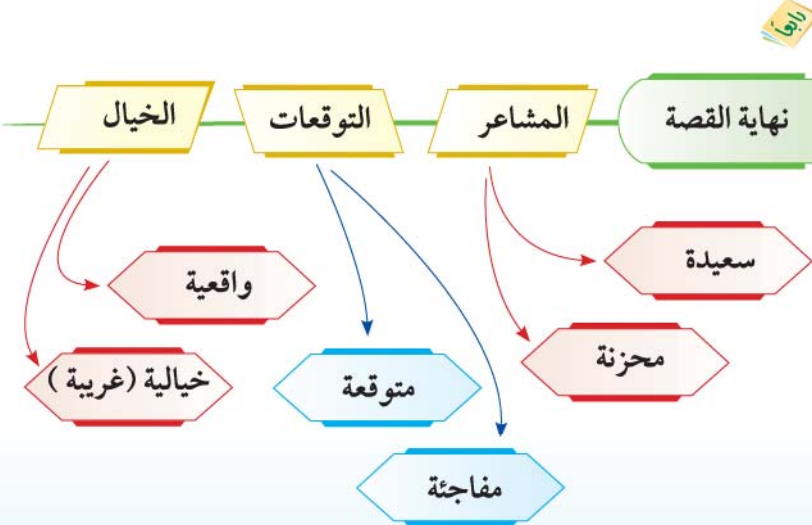 رابعاً
نهاية القصة
المشاعر
التوقعات
الخيال
سعيدة
محزنة
متوقعة
مفاجئة
واقعية
خيالية (غريبة)